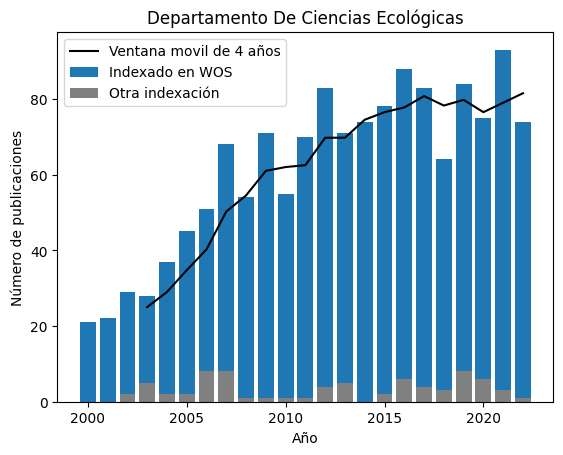 Departamento De Ciencias Ecológicas
Ventana movil de 4 años
Indexado en WOS
Otra indexación
Número de publicaciones
80
60
40
20
0
2000
2005
2010
2015
2020
Año